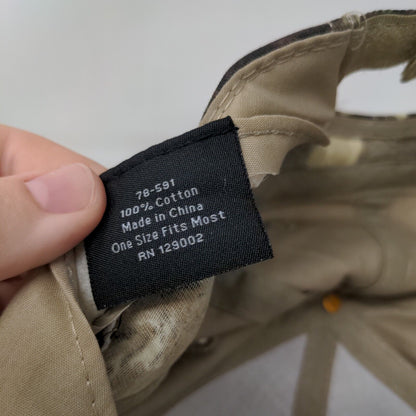 78-591
100% Cotton
Made in China
One Size Fits Most
RN 129002